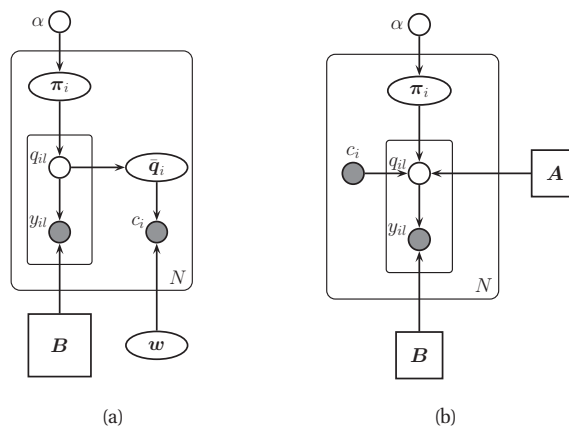 α
π_i
q_il
q̄_i
y_il
c_i
N
B
w
(a)
α
π_i
c_i
q_il
A
y_il
N
B
(b)